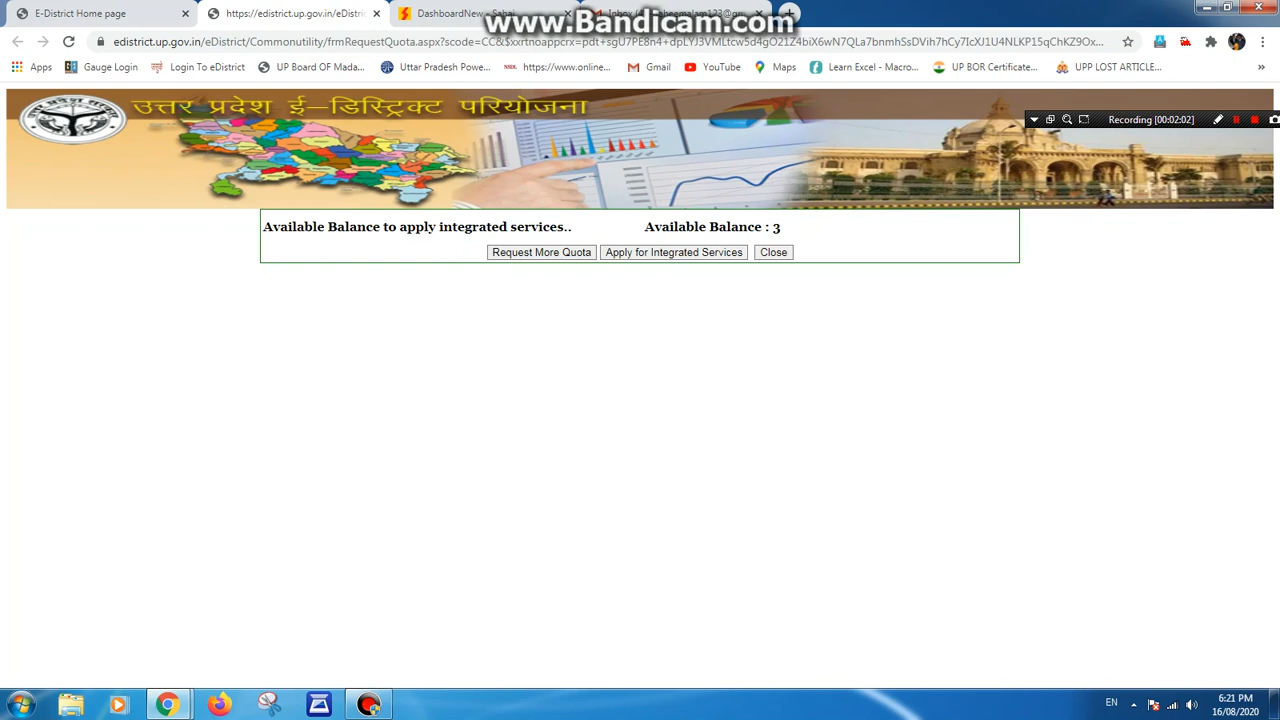 E-District Home page
https://edistrict.up.gov.in/eDistric
DashboardNew - Sahaj
www.Bandicam.com
edistrict.up.gov.in/eDistrict/Commonutility/frmRequestQuota.aspx?scode=CC&$xxrtnoappcrx=pdt+sgU7PE8n4+dpLYJ3VMLtcw5d4gO21Z4biX6wN7QLa7bnmhSsDVih7hCy7IcXJ1U4NLKP15qChKZ9Ox...
Apps
Gauge Login
Login To eDistrict
UP Board OF Mada...
Uttar Pradesh Powe...
https://www.online...
Gmail
YouTube
Maps
Learn Excel - Macro...
UP BOR Certificate...
UPP LOST ARTICLE...
»
उत्तर प्रदेश ई–डिस्ट्रिक्ट परियोजना
Recording [00:02:02]
Available Balance to apply integrated services.. Available Balance : 3
Request More Quota Apply for Integrated Services Close
EN
6:21 PM
16/08/2020